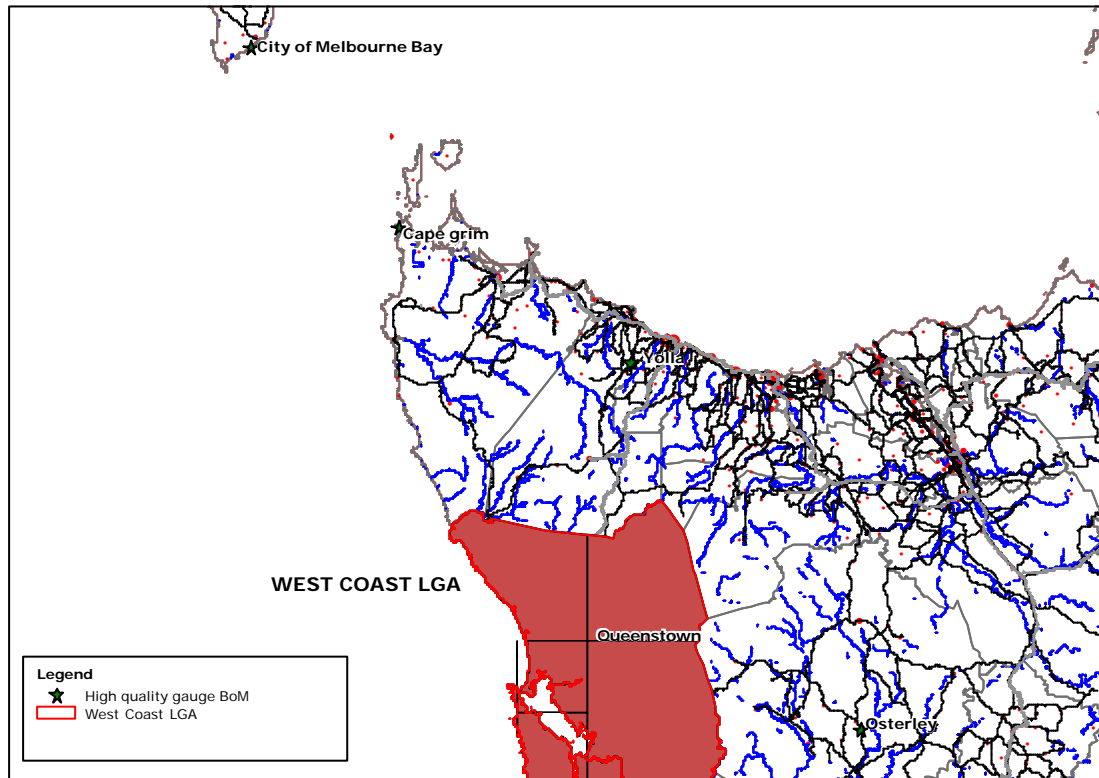 City of Melbourne Bay
Cape grim
Yolla
WEST COAST LGA
Queenstown
Osterley
Legend
High quality gauge BoM
West Coast LGA